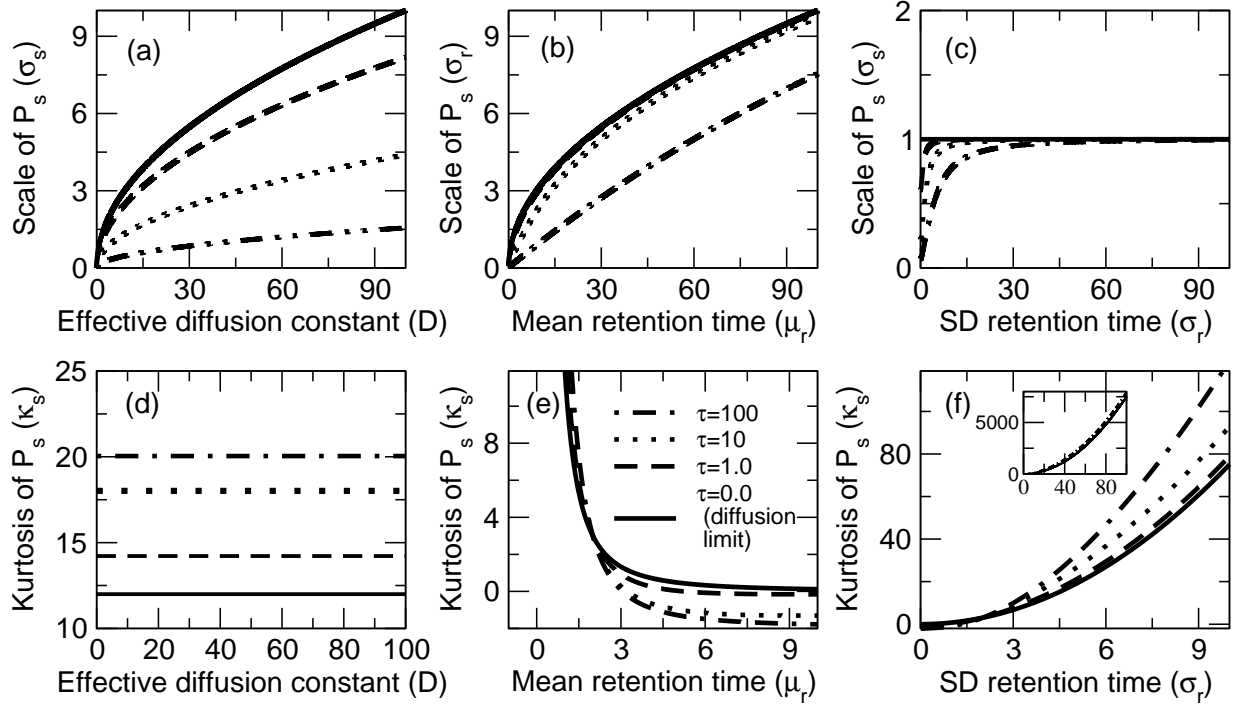 9
6
3
0
Scale of P_s (σ_s)
(a)
0 30 60 90
Effective diffusion constant (D)
9
6
3
0
Scale of P_s (σ_r)
(b)
0 30 60 90
Mean retention time (μ_r)
2
1
0
Scale of P_s (σ_s)
(c)
0 30 60 90
SD retention time (σ_r)
25
20
15
10
Kurtosis of P_s (κ_s)
(d)
0 20 40 60 80 100
Effective diffusion constant (D)
8
4
0
Kurtosis of P_s (κ_s)
(e)
τ=100
τ=10
τ=1.0
τ=0.0
(diffusion
limit)
0 3 6 9
Mean retention time (μ_r)
80
40
0
Kurtosis of P_s (κ_s)
(f)
5000
0
0 40 80
0 3 6 9
SD retention time (σ_r)